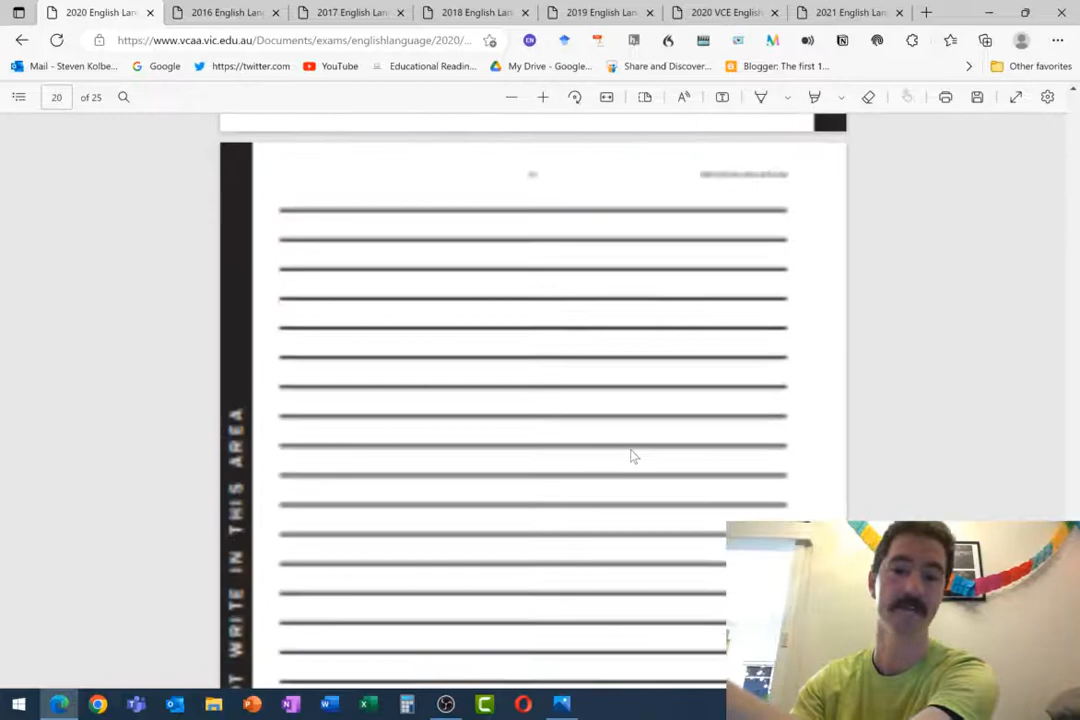 2020 English Lan
2016 English Lan
2017 English Lan
2018 English Lan
2019 English Lan
2020 VCE English
2021 English Lan
https://www.vcaa.vic.edu.au/Documents/exams/englishlanguage/2020/...
Mail - Steven Kolbe...
Google
https://twitter.com
YouTube
Educational Readin...
My Drive - Google...
Share and Discover...
Blogger: The first 1...
Other favorites
20 of 25
WRITE IN THIS AREA